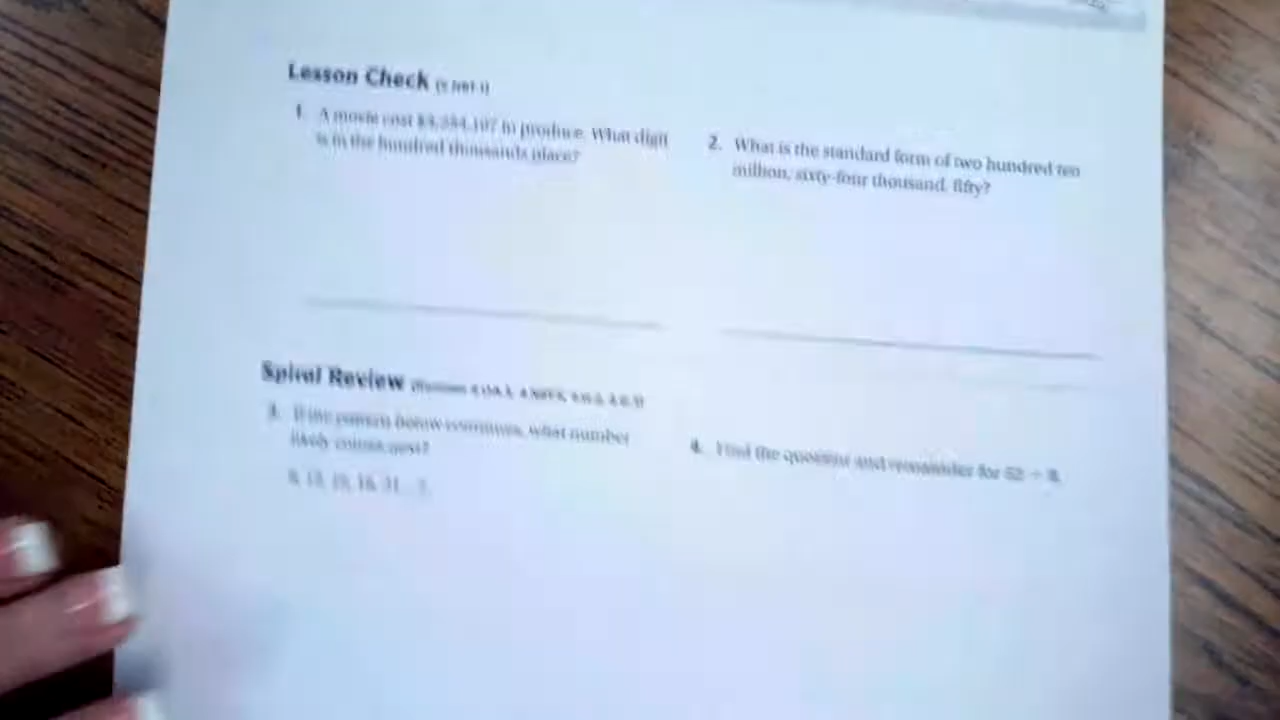 Lesson Check
1. A movie cost to produce. What digit
is in the hundred thousands place?
2. What is the standard form of two hundred ten
million, sixty-four thousand, fifty?
Spiral Review
3. If the pattern below continues, what number
likely comes next?
4. Find the quotient and remainder for 52 ÷ 8.